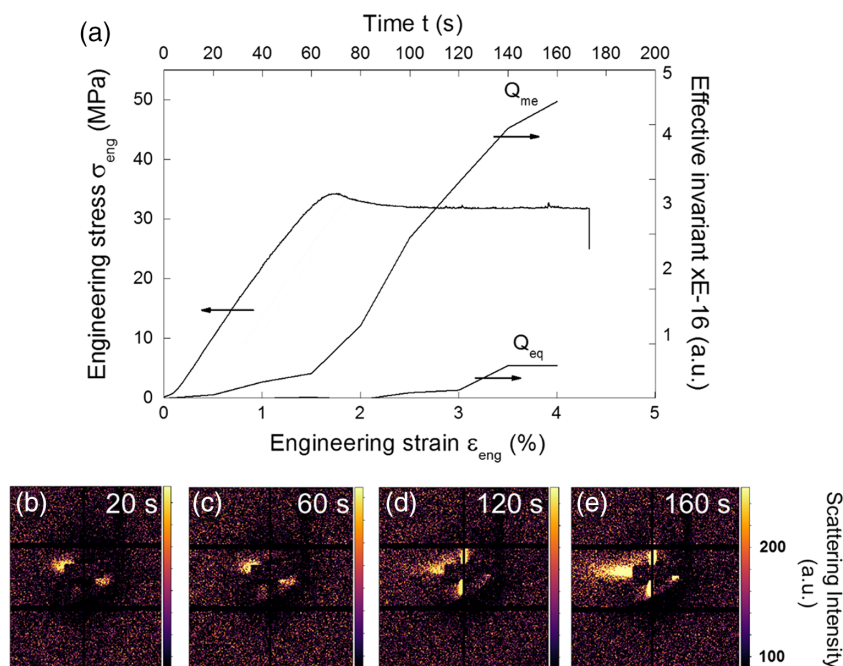 (a)
Time t (s)
0 20 40 60 80 100 120 140 160 180 200
Engineering stress σeng (MPa)
50
40
30
20
10
0
Qme
Qeq
5
4
3
2
1
Effective invariant xE-16 (a.u.)
0 1 2 3 4 5
Engineering strain εeng (%)
(b) 20 s
(c) 60 s
(d) 120 s
(e) 160 s
200
100
Scattering Intensity
(a.u.)